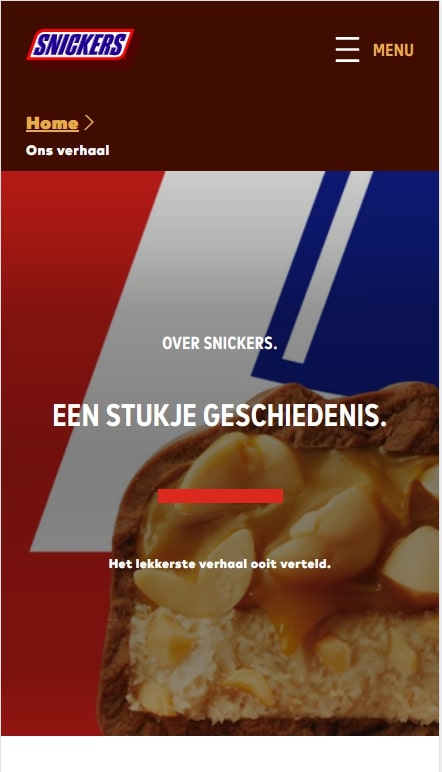 SNICKERS
MENU
Home
Ons verhaal
OVER SNICKERS.
EEN STUKJE GESCHIEDENIS.
Het lekkerste verhaal ooit verteld.